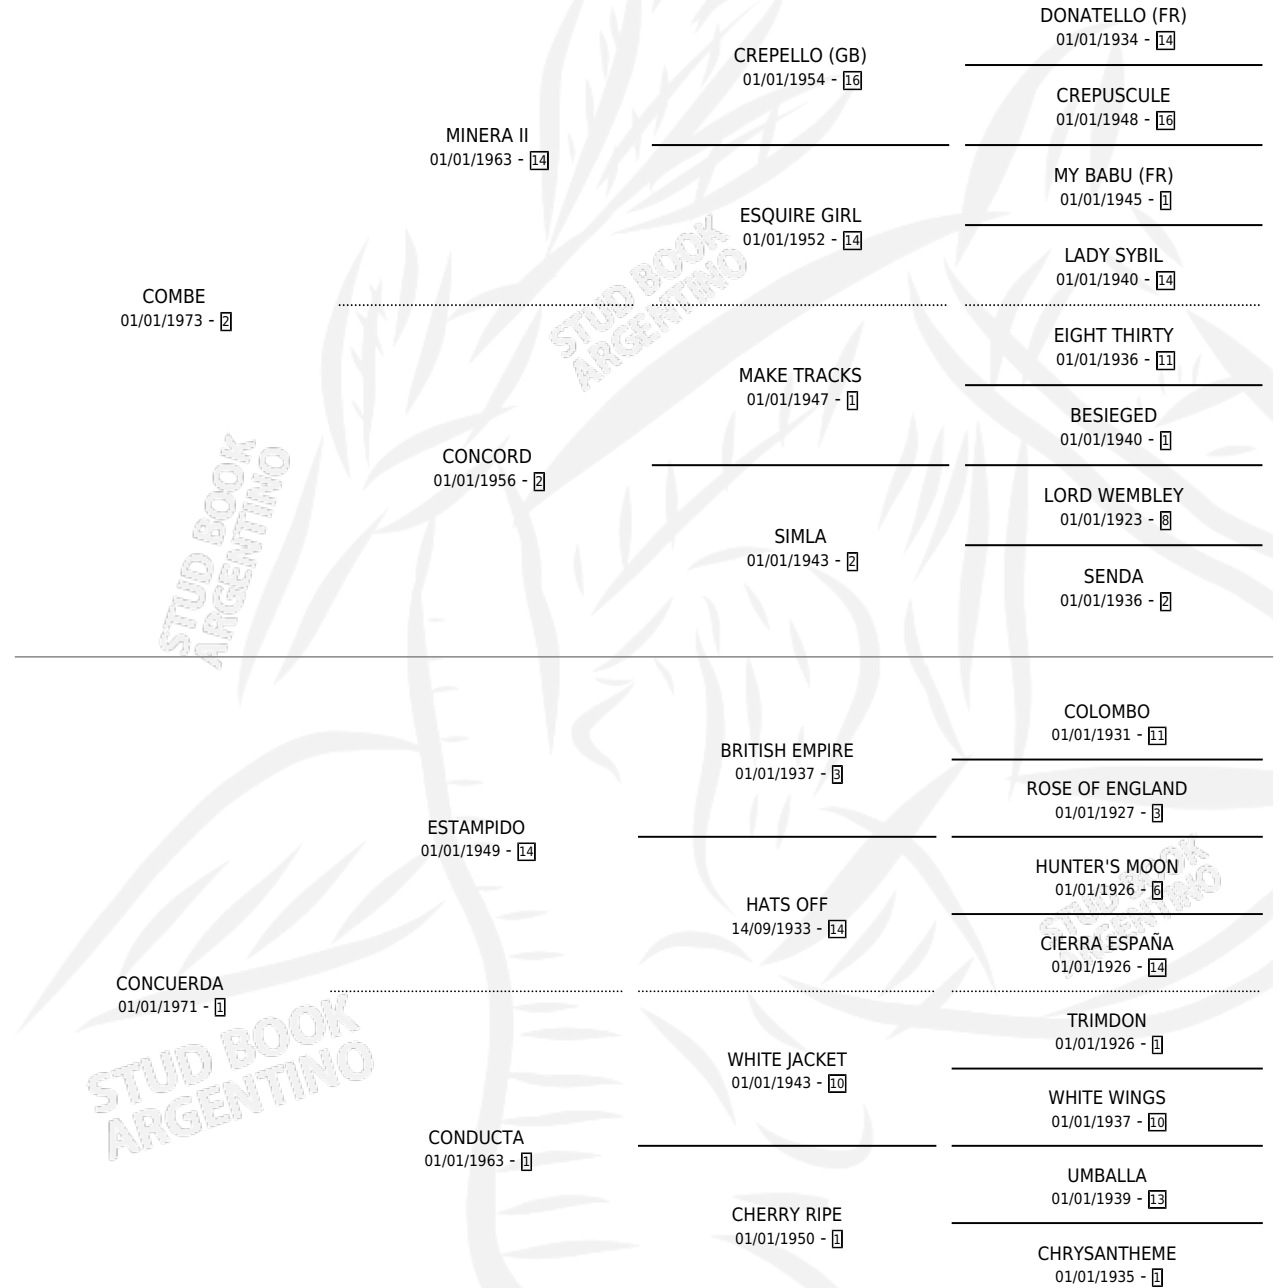 COMBE
01/01/1973 - 2
MINERA II
01/01/1963 - 14
CREPELLO (GB)
01/01/1954 - 16
DONATELLO (FR)
01/01/1934 - 14
CREPUSCULE
01/01/1948 - 16
ESQUIRE GIRL
01/01/1952 - 14
MY BABU (FR)
01/01/1945 - 1
LADY SYBIL
01/01/1940 - 14
CONCORD
01/01/1956 - 2
MAKE TRACKS
01/01/1947 - 1
EIGHT THIRTY
01/01/1936 - 11
BESIEGED
01/01/1940 - 1
SIMLA
01/01/1943 - 2
LORD WEMBLEY
01/01/1923 - 8
SENDA
01/01/1936 - 2
CONCUERDA
01/01/1971 - 1
ESTAMPIDO
01/01/1949 - 14
BRITISH EMPIRE
01/01/1937 - 3
COLOMBO
01/01/1931 - 11
ROSE OF ENGLAND
01/01/1927 - 3
HATS OFF
14/09/1933 - 14
HUNTER'S MOON
01/01/1926 - 6
CIERRA ESPAÑA
01/01/1926 - 14
CONDUCTA
01/01/1963 - 1
WHITE JACKET
01/01/1943 - 10
TRIMDON
01/01/1926 - 1
WHITE WINGS
01/01/1937 - 10
CHERRY RIPE
01/01/1950 - 1
UMBALLA
01/01/1939 - 13
CHRYSANTHEME
01/01/1935 - 1
STUD BOOK
ARGENTINO
STUD BOOK
ARGENTINO
STUD BOOK
ARGENTINO
STUD BOOK
ARGENTINO